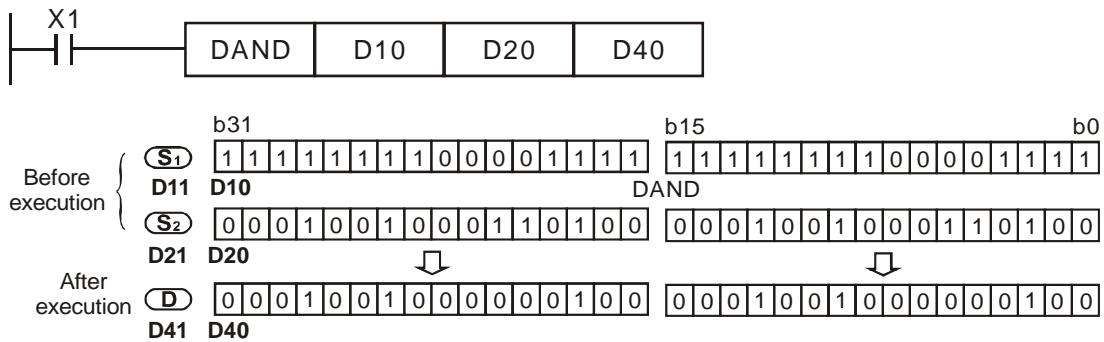 X1
DAND D10 D20 D40
b31 b15 b0
Before execution
S1 1 1 1 1 1 1 1 1 0 0 0 0 1 1 1 1 1 1 1 1 1 1 1 1 0 0 0 0 1 1 1 1
D11 D10 DAND
S2 0 0 0 1 0 0 1 0 0 0 1 1 0 1 0 0 0 0 0 1 0 0 1 0 0 0 1 1 0 1 0 0
D21 D20
After execution
D 0 0 0 1 0 0 1 0 0 0 0 0 0 1 0 0 0 0 0 1 0 0 1 0 0 0 0 0 0 1 0 0
D41 D40